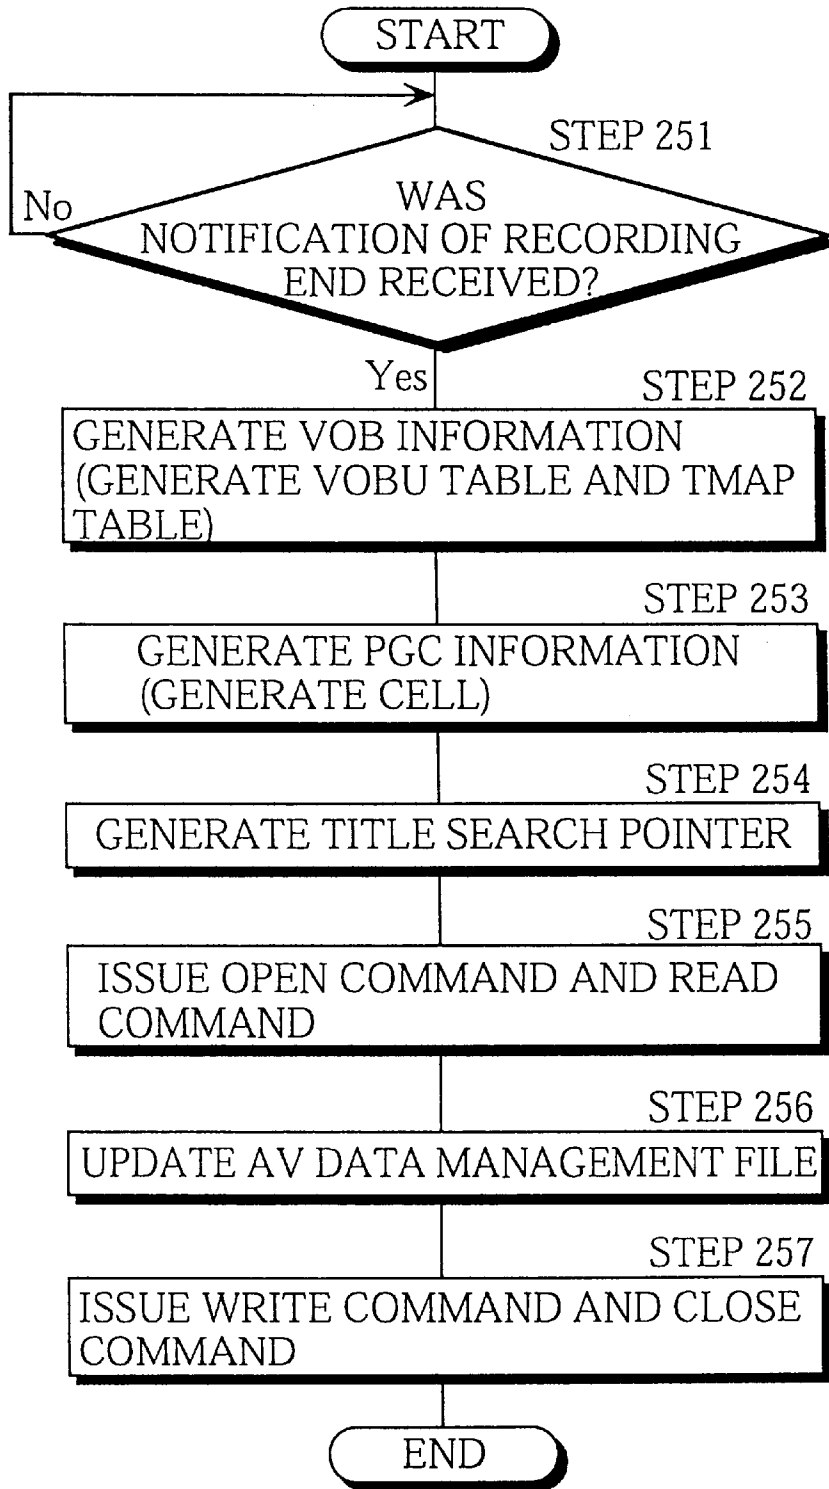 START
STEP 251
No
WAS
NOTIFICATION OF RECORDING
END RECEIVED?
Yes
STEP 252
GENERATE VOB INFORMATION
(GENERATE VOBU TABLE AND TMAP
TABLE)
STEP 253
GENERATE PGC INFORMATION
(GENERATE CELL)
STEP 254
GENERATE TITLE SEARCH POINTER
STEP 255
ISSUE OPEN COMMAND AND READ
COMMAND
STEP 256
UPDATE AV DATA MANAGEMENT FILE
STEP 257
ISSUE WRITE COMMAND AND CLOSE
COMMAND
END